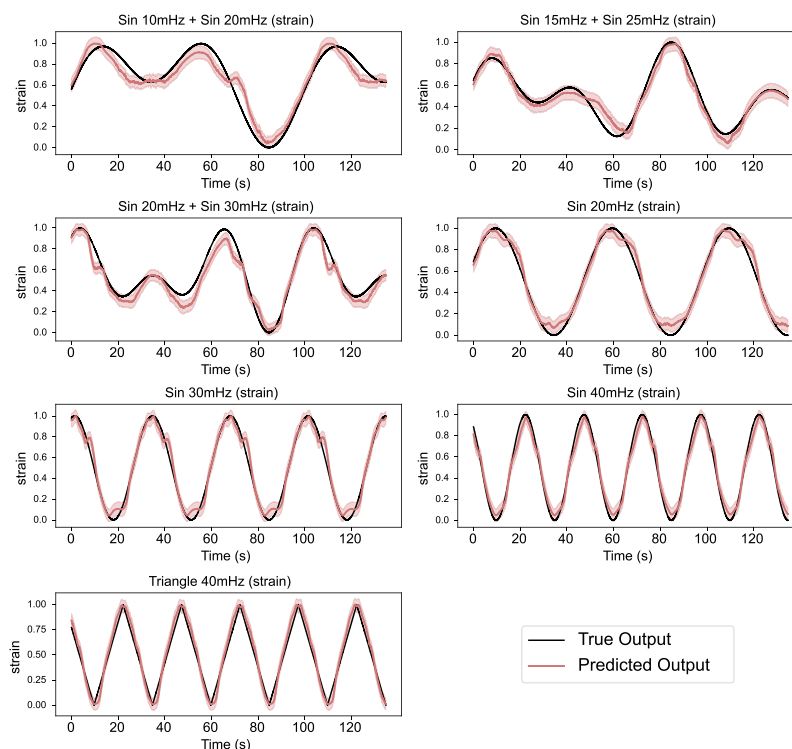 Sin 10mHz + Sin 20mHz (strain)
strain
1.0
0.8
0.6
0.4
0.2
0.0
0 20 40 60 80 100 120
Time (s)
Sin 15mHz + Sin 25mHz (strain)
strain
1.0
0.8
0.6
0.4
0.2
0.0
0 20 40 60 80 100 120
Time (s)
Sin 20mHz + Sin 30mHz (strain)
strain
1.0
0.8
0.6
0.4
0.2
0.0
0 20 40 60 80 100 120
Time (s)
Sin 20mHz (strain)
strain
1.0
0.8
0.6
0.4
0.2
0.0
0 20 40 60 80 100 120
Time (s)
Sin 30mHz (strain)
strain
1.0
0.8
0.6
0.4
0.2
0.0
0 20 40 60 80 100 120
Time (s)
Sin 40mHz (strain)
strain
1.0
0.8
0.6
0.4
0.2
0.0
0 20 40 60 80 100 120
Time (s)
Triangle 40mHz (strain)
strain
1.00
0.75
0.50
0.25
0.00
0 20 40 60 80 100 120
Time (s)
True Output
Predicted Output